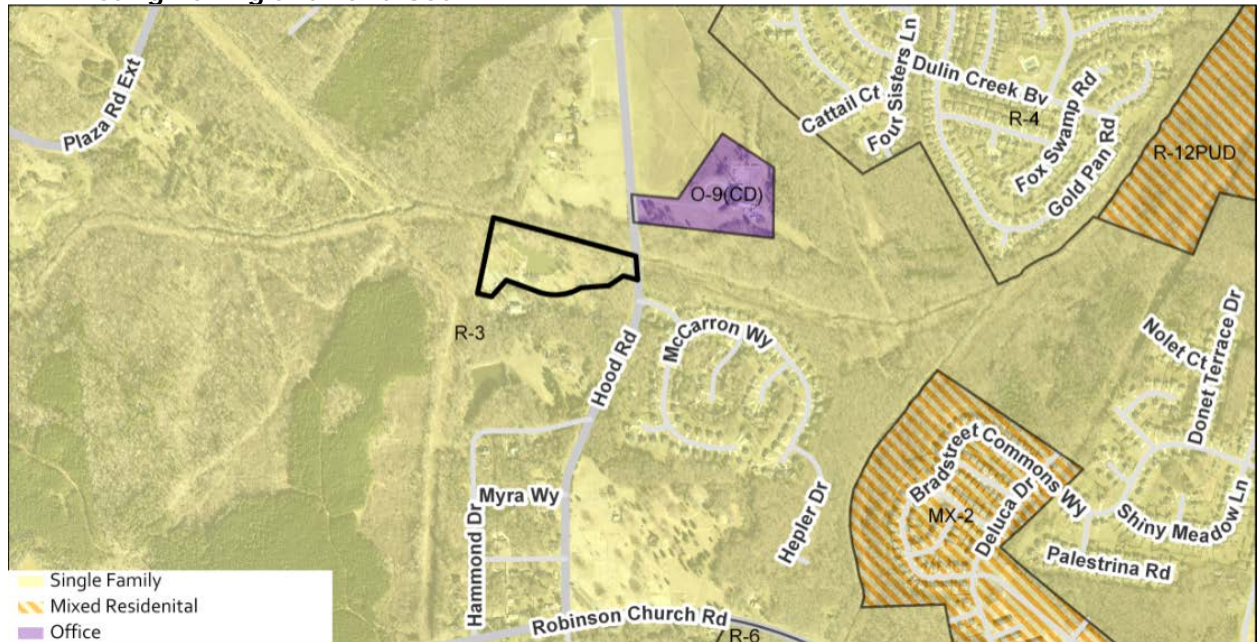 Plaza Rd Ext
Cattail Ct
Four Sisters Ln
Dulin Creek Bv
R-4
Fox Swamp Rd
Gold Pan Rd
R-12PUD
O-9(CD)
R-3
Hood Rd
McCarron Wy
Nolet Ct
Donet Terrace Dr
Bradstreet Commons Wy
Deluca Dr
MX-2
Shiny Meadow Ln
Palestrina Rd
Hepler Dr
Myra Wy
Hammond Dr
Robinson Church Rd
R-6
Single Family
Mixed Residenital
Office